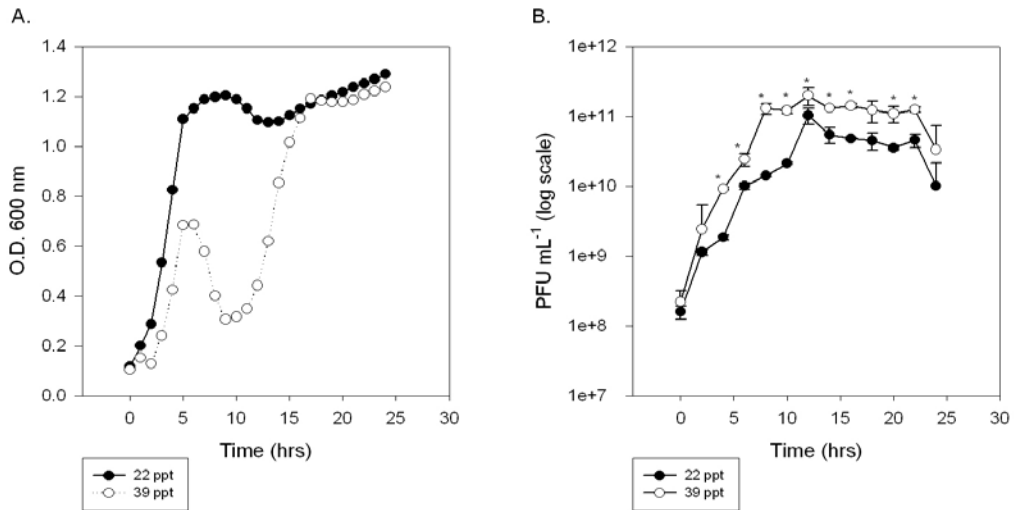 A.
1.4
1.2
1.0
0.8
0.6
0.4
0.2
0.0
O.D. 600 nm
0 5 10 15 20 25 30
Time (hrs)
22 ppt
39 ppt
B.
1e+12
1e+11
1e+10
1e+9
1e+8
1e+7
PFU mL⁻¹ (log scale)
* * * * * * * * * *
0 5 10 15 20 25 30
Time (hrs)
22 ppt
39 ppt